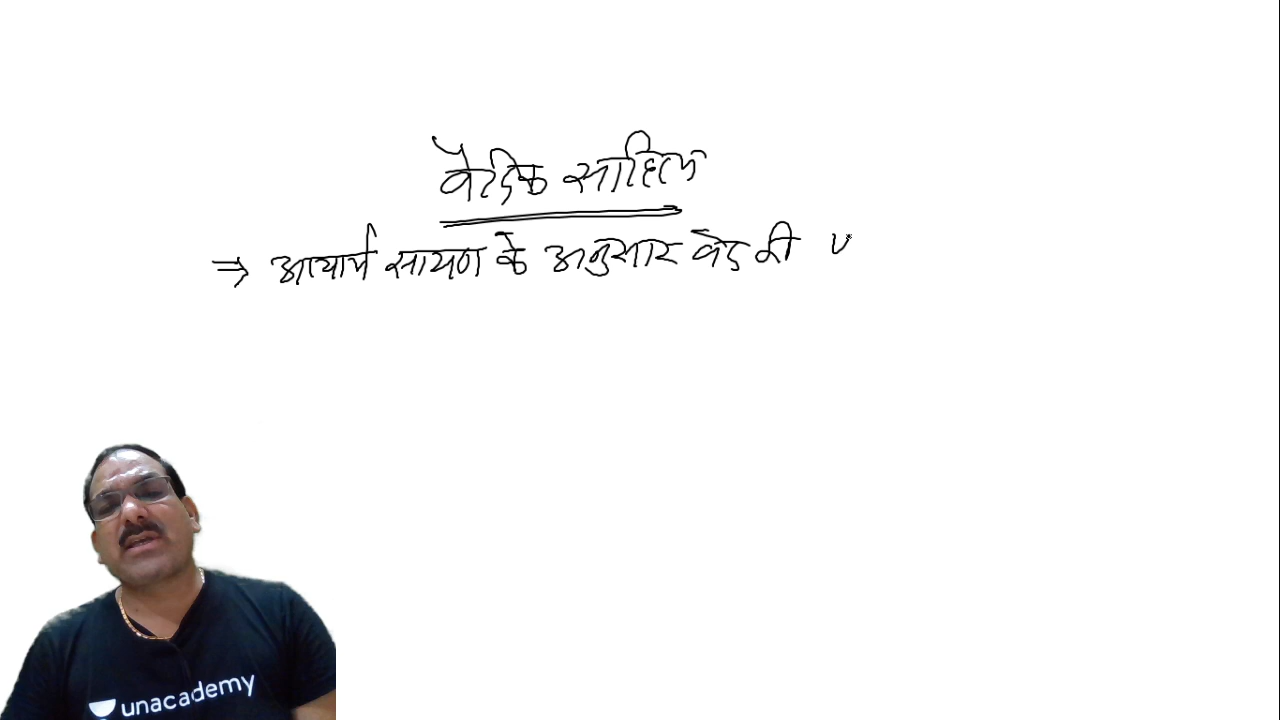 वैदिक साहित्य
⇒ आचार्य सायण के अनुसार वेद की
unacademy